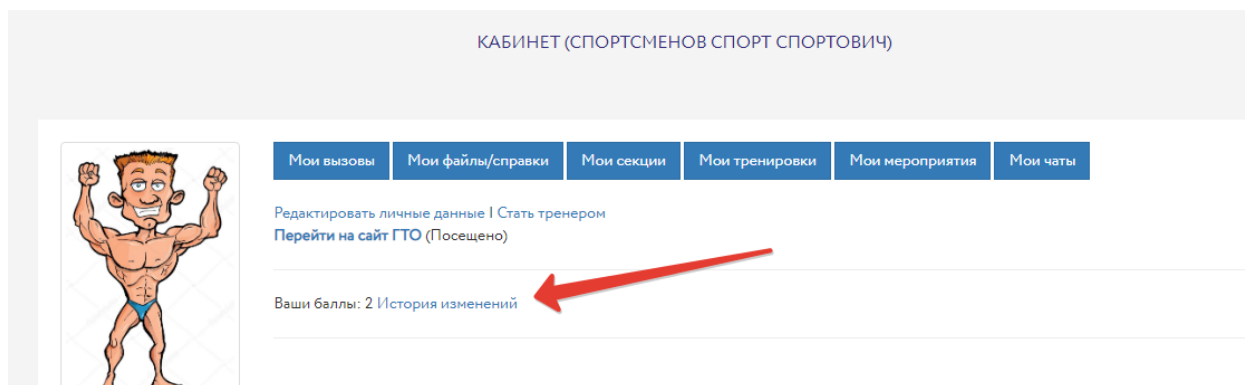 КАБИНЕТ (СПОРТСМЕНОВ СПОРТ СПОРТОВИЧ)
Мои вызовы Мои файлы/справки Мои секции Мои тренировки Мои мероприятия Мои чаты
Редактировать личные данные | Стать тренером
Перейти на сайт ГТО (Посещено)
Ваши баллы: 2 История изменений